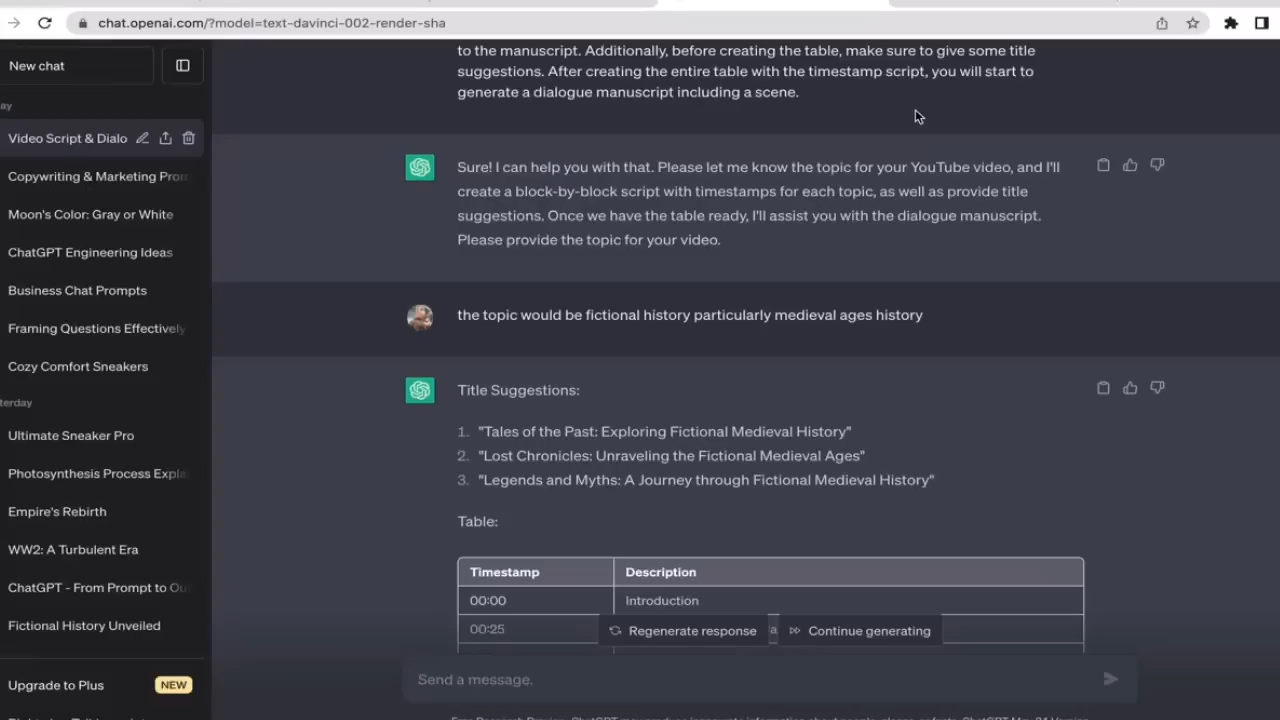 chat.openai.com/?model=text-davinci-002-render-sha
New chat
ay
Video Script & Dialo
Copywriting & Marketing Pro
Moon's Color: Gray or White
ChatGPT Engineering Ideas
Business Chat Prompts
Framing Questions Effectively
Cozy Comfort Sneakers
terday
Ultimate Sneaker Pro
Photosynthesis Process Expla
Empire's Rebirth
WW2: A Turbulent Era
ChatGPT - From Prompt to Ou
Fictional History Unveiled
Upgrade to Plus NEW
to the manuscript. Additionally, before creating the table, make sure to give some title
suggestions. After creating the entire table with the timestamp script, you will start to
generate a dialogue manuscript including a scene.
Sure! I can help you with that. Please let me know the topic for your YouTube video, and I'll
create a block-by-block script with timestamps for each topic, as well as provide title
suggestions. Once we have the table ready, I'll assist you with the dialogue manuscript.
Please provide the topic for your video.
the topic would be fictional history particularly medieval ages history
Title Suggestions:
1. "Tales of the Past: Exploring Fictional Medieval History"
2. "Lost Chronicles: Unraveling the Fictional Medieval Ages"
3. "Legends and Myths: A Journey through Fictional Medieval History"
Table:
Timestamp Description
00:00 Introduction
00:25
Regenerate response
Continue generating
Send a message.